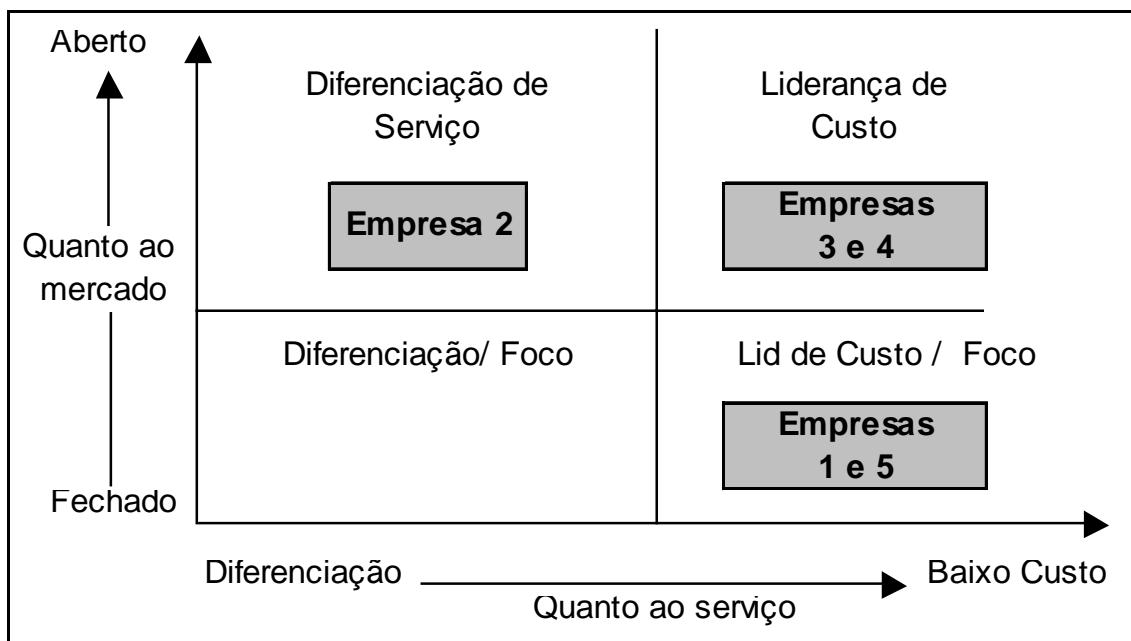 Aberto
Diferenciação de
Serviço
Liderança de
Custo
Empresa 2
Empresas
3 e 4
Quanto ao
mercado
Diferenciação/ Foco
Lid de Custo / Foco
Empresas
1 e 5
Fechado
Diferenciação
Baixo Custo
Quanto ao serviço